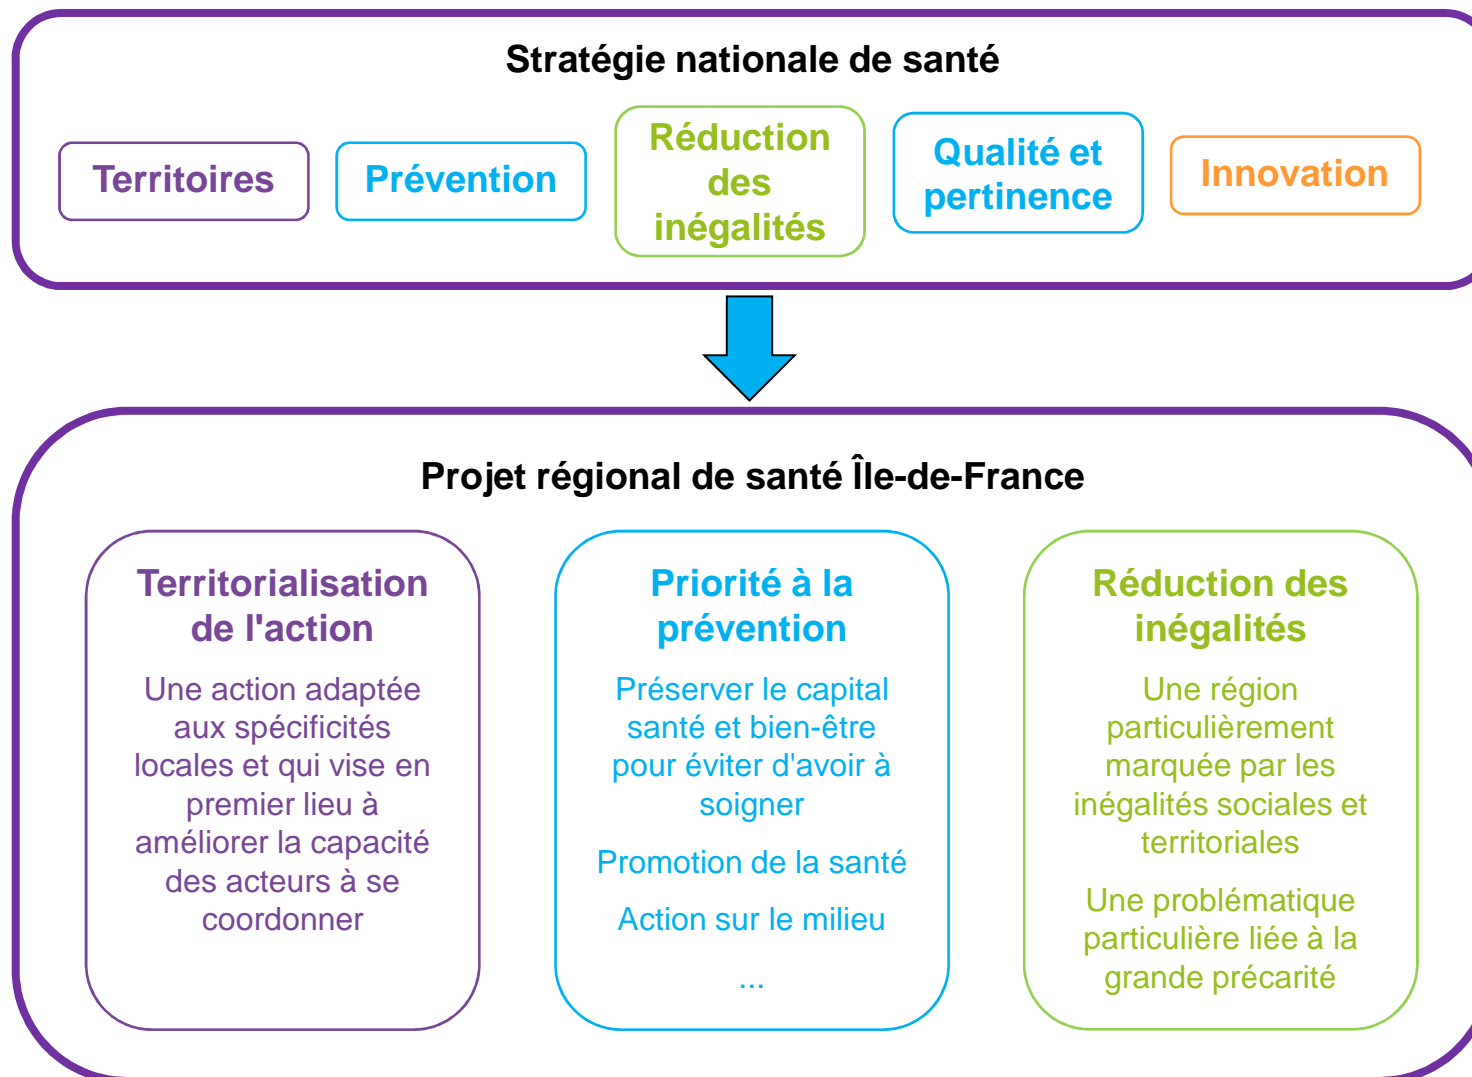 Stratégie nationale de santé
Territoires
Prévention
Réduction
des
inégalités
Qualité et
pertinence
Innovation
Projet régional de santé Île-de-France
Territorialisation
de l'action
Une action adaptée
aux spécificités
locales et qui vise en
premier lieu à
améliorer la capacité
des acteurs à se
coordonner
Priorité à la
prévention
Préserver le capital
santé et bien-être
pour éviter d'avoir à
soigner
Promotion de la santé
Action sur le milieu
...
Réduction des
inégalités
Une région
particulièrement
marquée par les
inégalités sociales et
territoriales
Une problématique
particulière liée à la
grande précarité